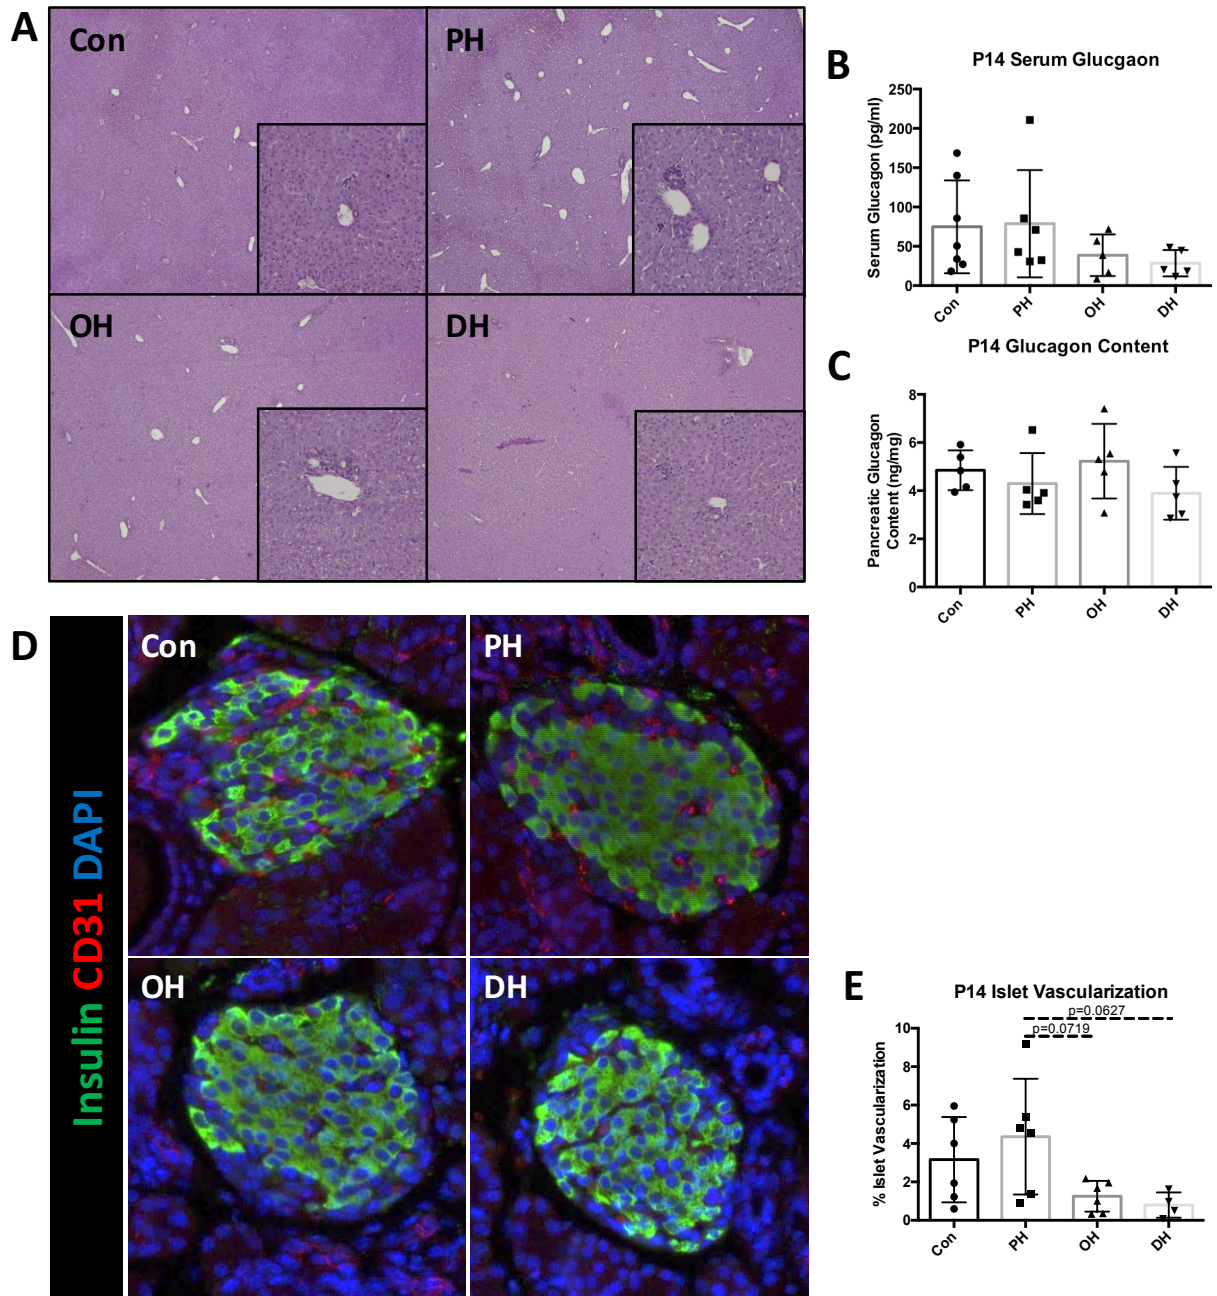 A
Con
PH
OH
DH
B
P14 Serum Glucgaon
Serum Glucagon (pg/ml)
250
200
150
100
50
0
Con
PH
OH
DH
C
P14 Glucagon Content
Pancreatic Glucagon
Content (ng/mg)
8
6
4
2
0
Con
PH
OH
DH
D
Insulin CD31 DAPI
Con
PH
OH
DH
E
P14 Islet Vascularization
p=0.0627
p=0.0719
% Islet Vascularization
10
8
6
4
2
0
Con
PH
OH
DH